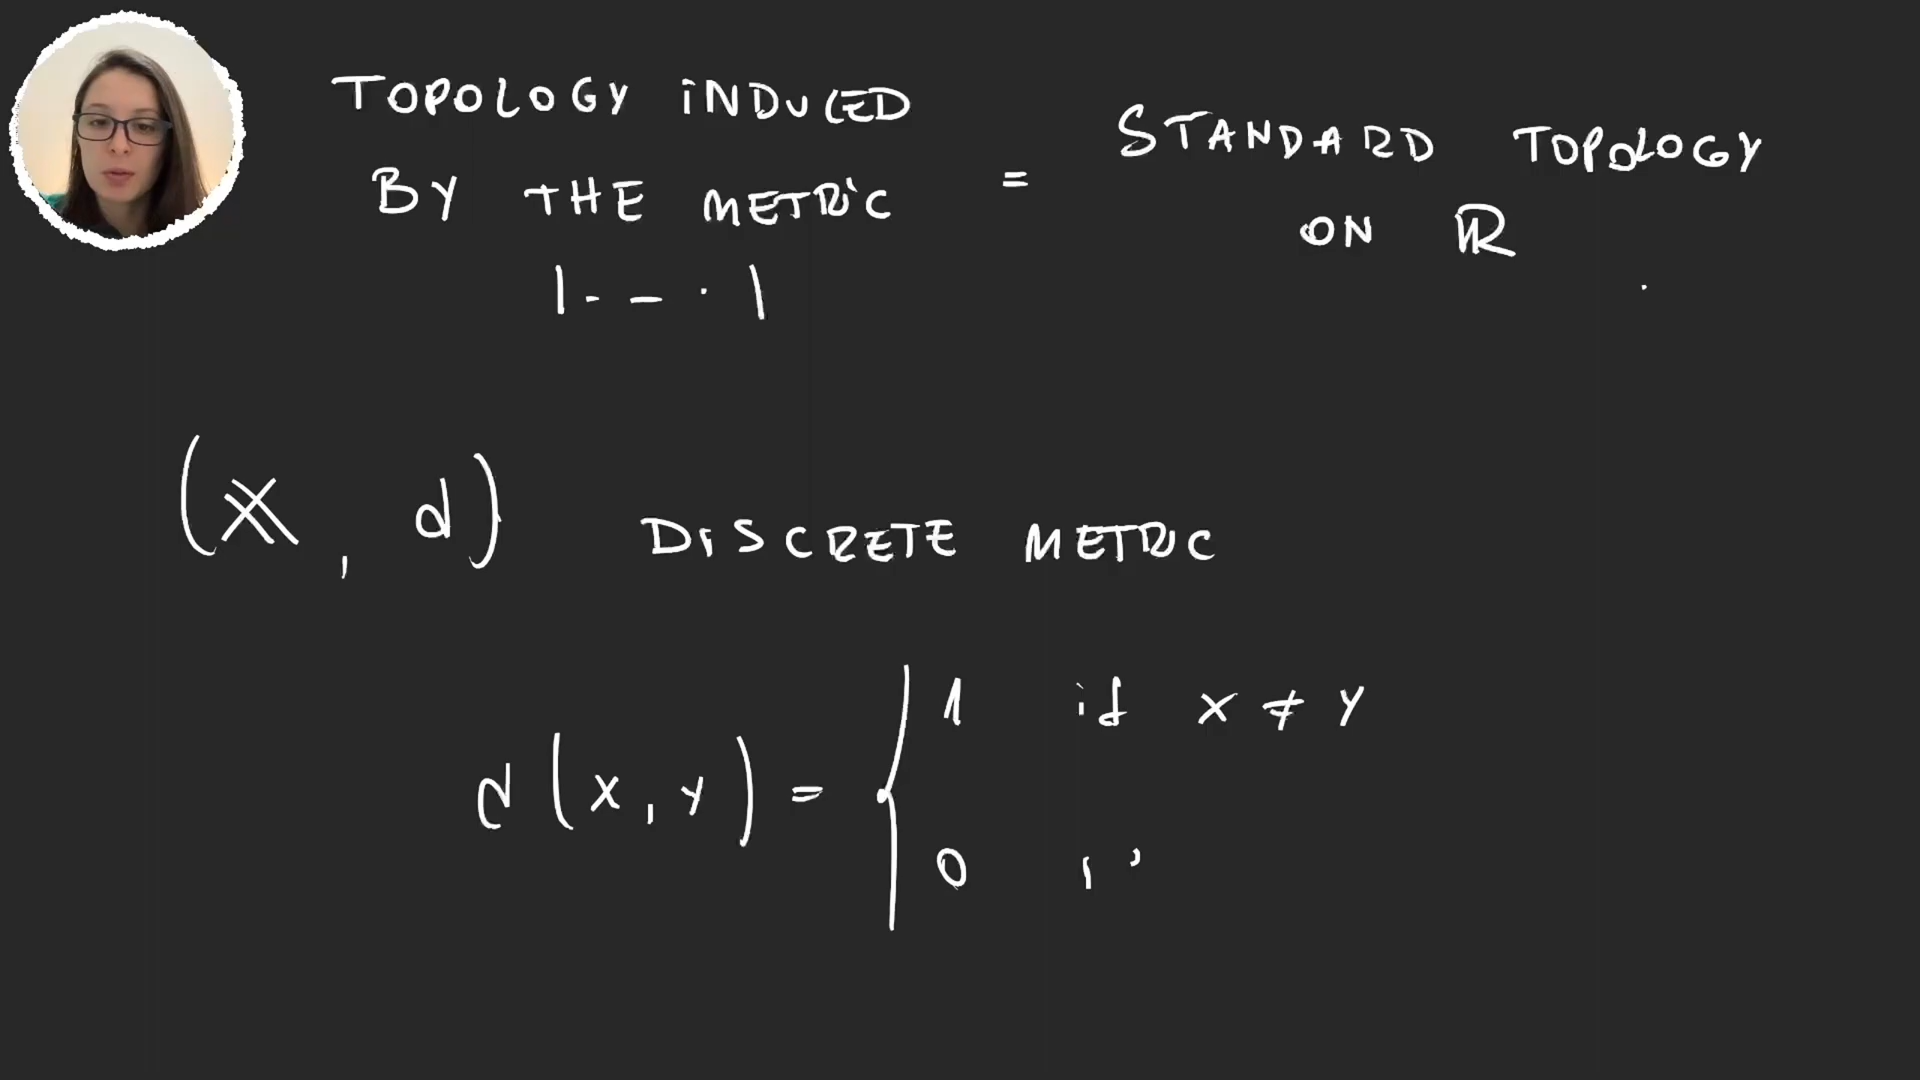 TOPOLOGY INDUCED
BY THE METRIC
|. - . |
= STANDARD TOPOLOGY
ON ℝ
(𝕏, d) DISCRETE METRIC
d(x, y) = { 1 if x ≠ y
0 i